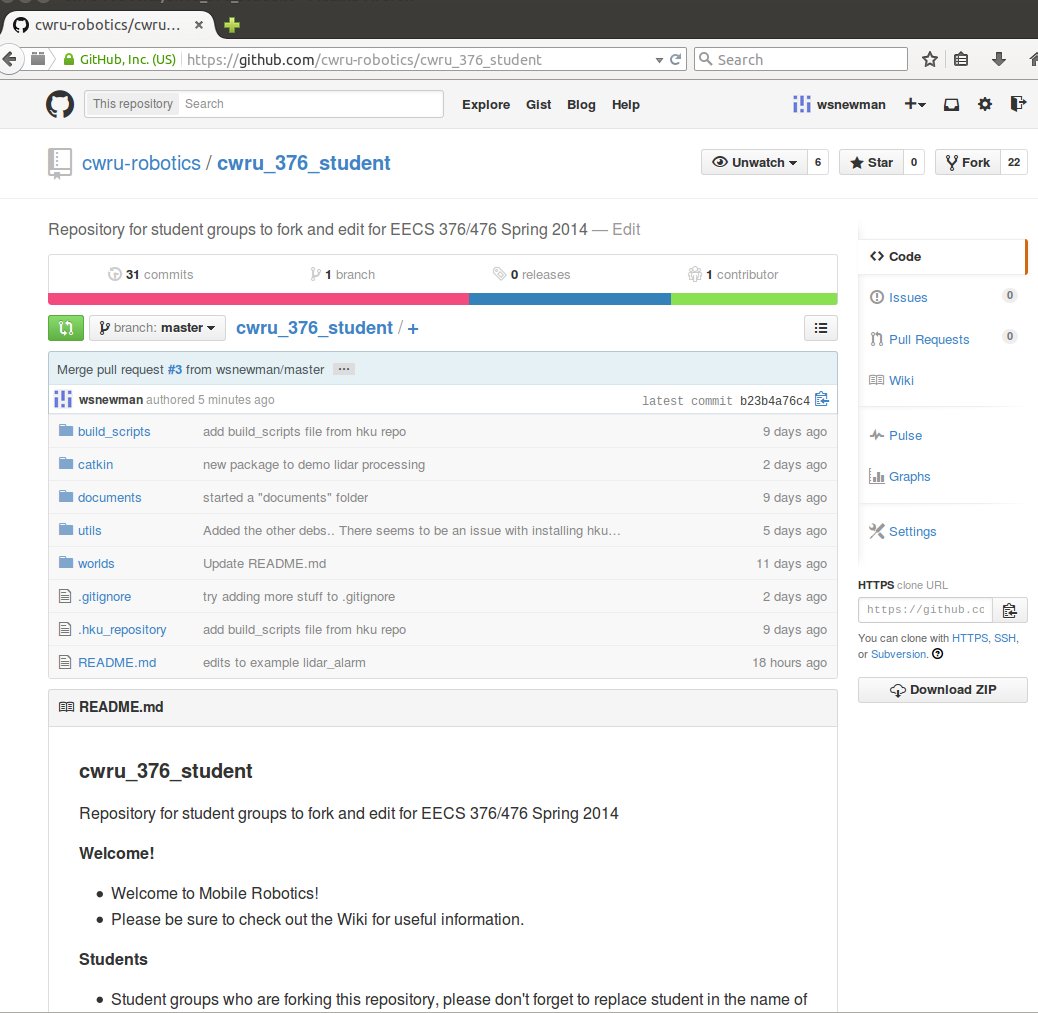 cwru-robotics/cwru...
GitHub, Inc. (US) https://github.com/cwru-robotics/cwru_376_student Search
This repository Search Explore Gist Blog Help wsnewman
cwru-robotics / cwru_376_student Unwatch 6 Star 0 Fork 22
Repository for student groups to fork and edit for EECS 376/476 Spring 2014 — Edit
31 commits 1 branch 0 releases 1 contributor
branch: master cwru_376_student / +
Merge pull request #3 from wsnewman/master ...
wsnewman authored 5 minutes ago latest commit b23b4a76c4
build_scripts add build_scripts file from hku repo 9 days ago
catkin new package to demo lidar processing 2 days ago
documents started a "documents" folder 9 days ago
utils Added the other debs.. There seems to be an issue with installing hku… 5 days ago
worlds Update README.md 11 days ago
.gitignore try adding more stuff to .gitignore 2 days ago
.hku_repository add build_scripts file from hku repo 9 days ago
README.md edits to example lidar_alarm 18 hours ago
Code
Issues 0
Pull Requests 0
Wiki
Pulse
Graphs
Settings
HTTPS clone URL
https://github.cc
You can clone with HTTPS, SSH,
or Subversion.
Download ZIP
README.md
cwru_376_student
Repository for student groups to fork and edit for EECS 376/476 Spring 2014
Welcome!
• Welcome to Mobile Robotics!
• Please be sure to check out the Wiki for useful information.
Students
• Student groups who are forking this repository, please don't forget to replace student in the name of